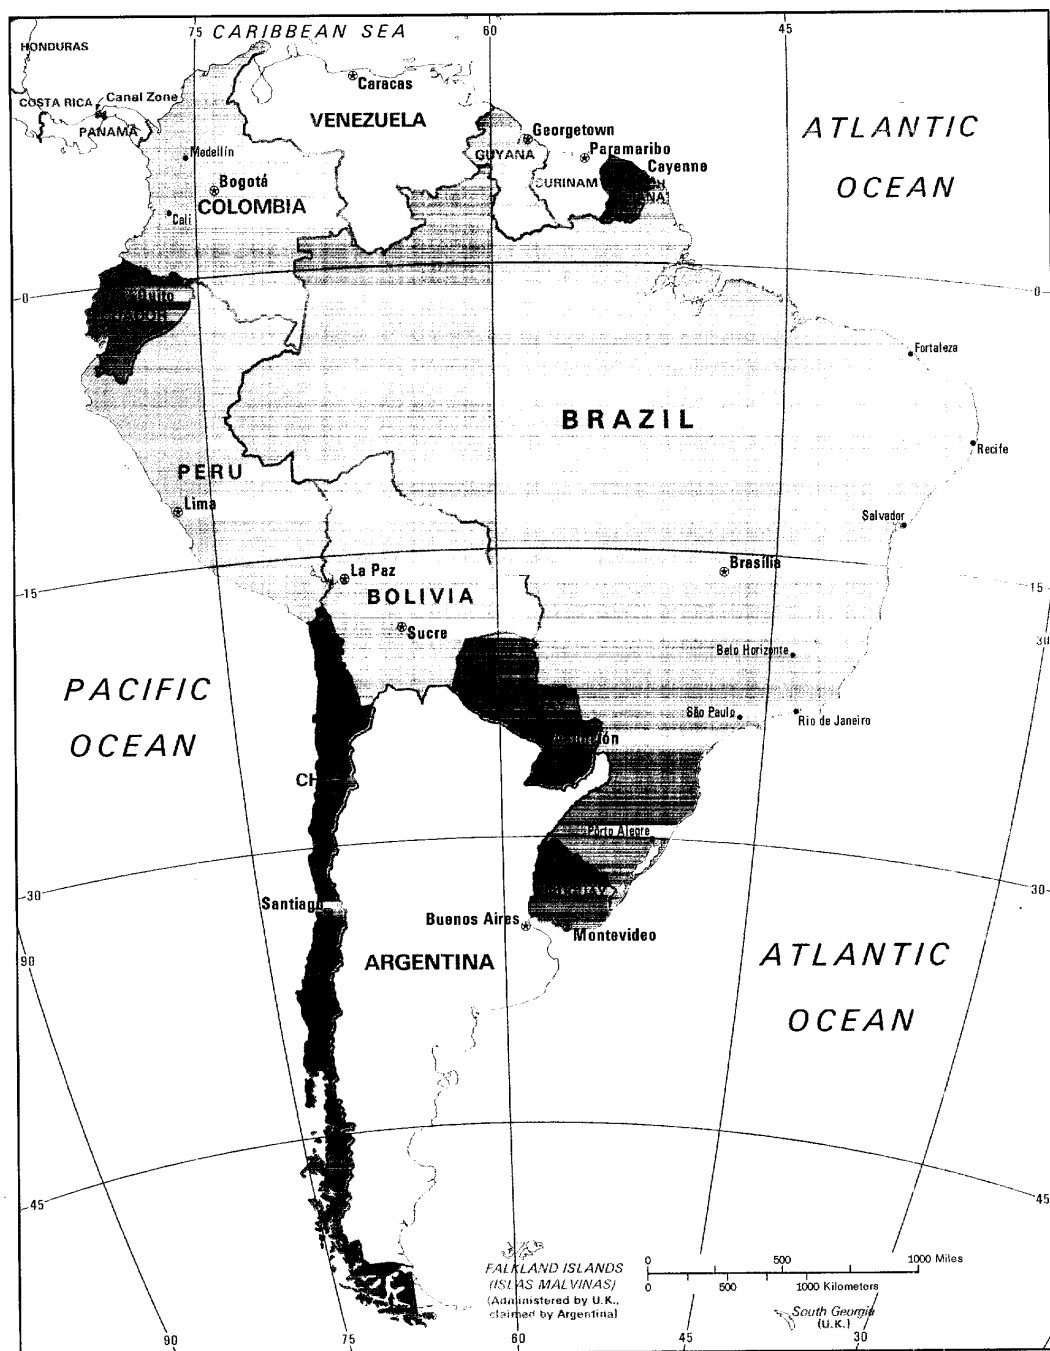 75
CARIBBEAN SEA
60
45
HONDURAS
COSTA RICA
Canal Zone
PANAMA
Caracas
VENEZUELA
Georgetown
GUYANA
Paramaribo
SURINAM
Cayenne
ATLANTIC
OCEAN
Medellín
Bogotá
COLOMBIA
Cali
0
0
Quito
Fortaleza
BRAZIL
Recife
PERU
Lima
Salvador
La Paz
BOLIVIA
Sucre
Brasília
15
15
30
Belo Horizonte
São Paulo
Rio de Janeiro
PACIFIC
OCEAN
CH
Porto Alegre
30
30
Santiago
Buenos Aires
Montevideo
ARGENTINA
90
ATLANTIC
OCEAN
45
45
FALKLAND ISLANDS
(ISLAS MALVINAS)
(Administered by U.K.,
claimed by Argentina)
0 500 1000 Miles
0 500 1000 Kilometers
South Georgia
(U.K.)
90
75
60
45
30